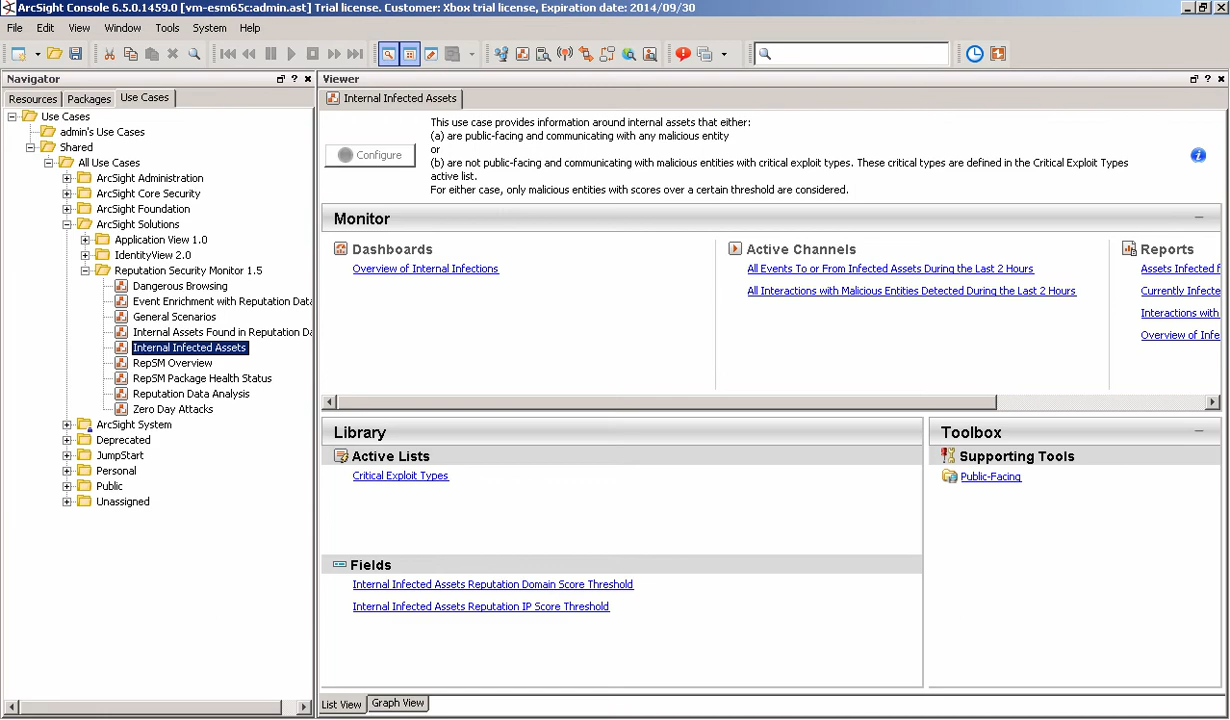 ArcSight Console 6.5.0.1459.0 [vm-esm65c:admin.ast] Trial license. Customer: Xbox trial license, Expiration date: 2014/09/30
File Edit View Window Tools System Help
Navigator
Resources Packages Use Cases
Use Cases
admin's Use Cases
Shared
All Use Cases
ArcSight Administration
ArcSight Core Security
ArcSight Foundation
ArcSight Solutions
Application View 1.0
IdentityView 2.0
Reputation Security Monitor 1.5
Dangerous Browsing
Event Enrichment with Reputation Data
General Scenarios
Internal Assets Found in Reputation Da
Internal Infected Assets
RepSM Overview
RepSM Package Health Status
Reputation Data Analysis
Zero Day Attacks
ArcSight System
Deprecated
JumpStart
Personal
Public
Unassigned
Viewer
Internal Infected Assets
Configure
This use case provides information around internal assets that either:
(a) are public-facing and communicating with any malicious entity
or
(b) are not public-facing and communicating with malicious entities with critical exploit types. These critical types are defined in the Critical Exploit Types
active list.
For either case, only malicious entities with scores over a certain threshold are considered.
Monitor
Dashboards
Overview of Internal Infections
Active Channels
All Events To or From Infected Assets During the Last 2 Hours
All Interactions with Malicious Entities Detected During the Last 2 Hours
Reports
Assets Infected f
Currently Infecte
Interactions with
Overview of Infe
Library
Active Lists
Critical Exploit Types
Fields
Internal Infected Assets Reputation Domain Score Threshold
Internal Infected Assets Reputation IP Score Threshold
Toolbox
Supporting Tools
Public-Facing
List View Graph View